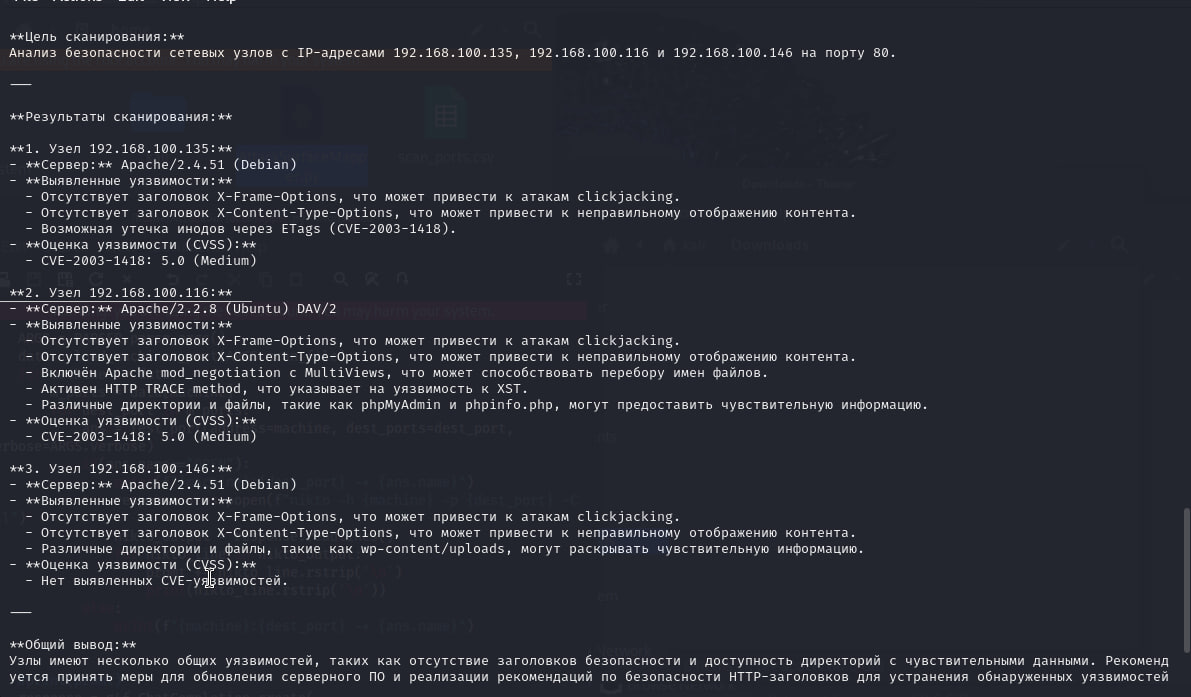 **Цель сканирования:**
Анализ безопасности сетевых узлов с IP-адресами 192.168.100.135, 192.168.100.116 и 192.168.100.146 на порту 80.
---
**Результаты сканирования:**
**1. Узел 192.168.100.135:**
- **Сервер:** Apache/2.4.51 (Debian)
- **Выявленные уязвимости:**
- Отсутствует заголовок X-Frame-Options, что может привести к атакам clickjacking.
- Отсутствует заголовок X-Content-Type-Options, что может привести к неправильному отображению контента.
- Возможная утечка инодов через ETags (CVE-2003-1418).
- **Оценка уязвимости (CVSS):**
- CVE-2003-1418: 5.0 (Medium)
**2. Узел 192.168.100.116:**
- **Сервер:** Apache/2.2.8 (Ubuntu) DAV/2
- **Выявленные уязвимости:**
- Отсутствует заголовок X-Frame-Options, что может привести к атакам clickjacking.
- Отсутствует заголовок X-Content-Type-Options, что может привести к неправильному отображению контента.
- Включён Apache mod_negotiation с MultiViews, что может способствовать перебору имен файлов.
- Активен HTTP TRACE method, что указывает на уязвимость к XST.
- Различные директории и файлы, такие как phpMyAdmin и phpinfo.php, могут предоставить чувствительную информацию.
- **Оценка уязвимости (CVSS):**
- CVE-2003-1418: 5.0 (Medium)
**3. Узел 192.168.100.146:**
- **Сервер:** Apache/2.4.51 (Debian)
- **Выявленные уязвимости:**
- Отсутствует заголовок X-Frame-Options, что может привести к атакам clickjacking.
- Отсутствует заголовок X-Content-Type-Options, что может привести к неправильному отображению контента.
- Различные директории и файлы, такие как wp-content/uploads, могут раскрывать чувствительную информацию.
- **Оценка уязвимости (CVSS):**
- Нет выявленных CVE-уязвимостей.
---
**Общий вывод:**
Узлы имеют несколько общих уязвимостей, таких как отсутствие заголовков безопасности и доступность директорий с чувствительными данными. Рекоменд
уется принять меры для обновления серверного ПО и реализации рекомендаций по безопасности HTTP-заголовков для устранения обнаруженных уязвимостей